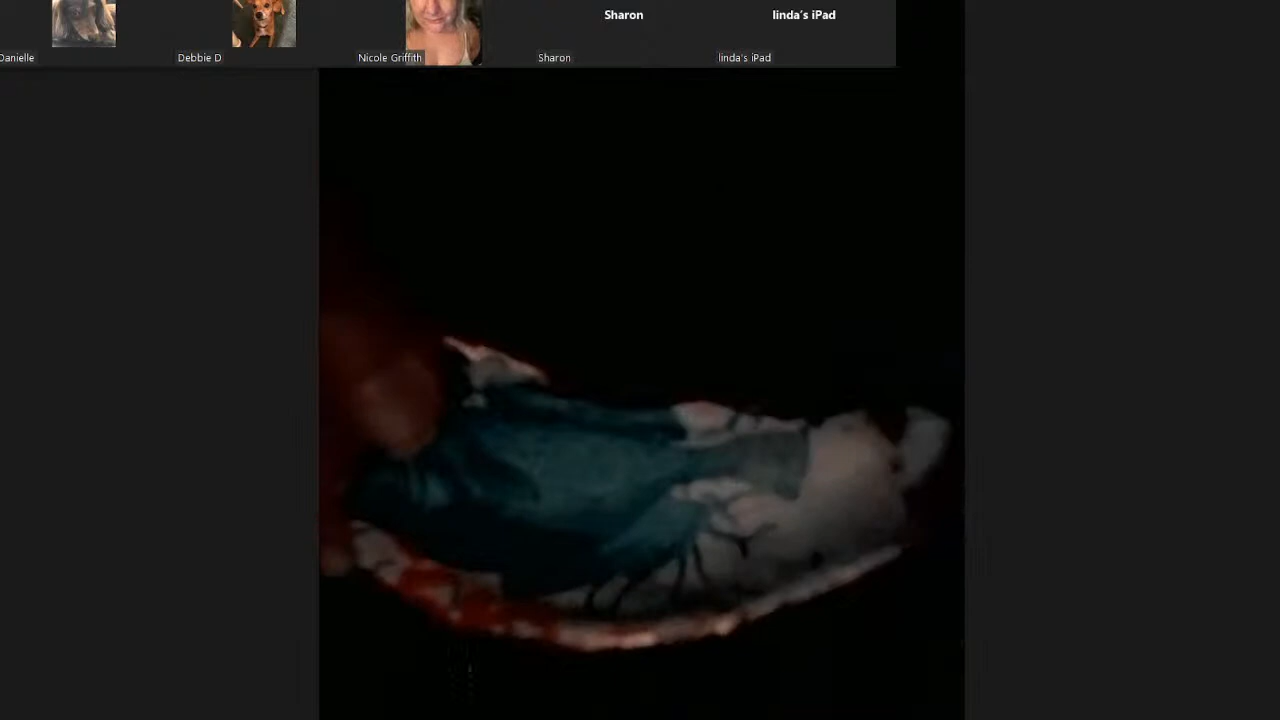 Sharon
linda's iPad
Danielle
Debbie D
Nicole Griffith
Sharon
linda's iPad